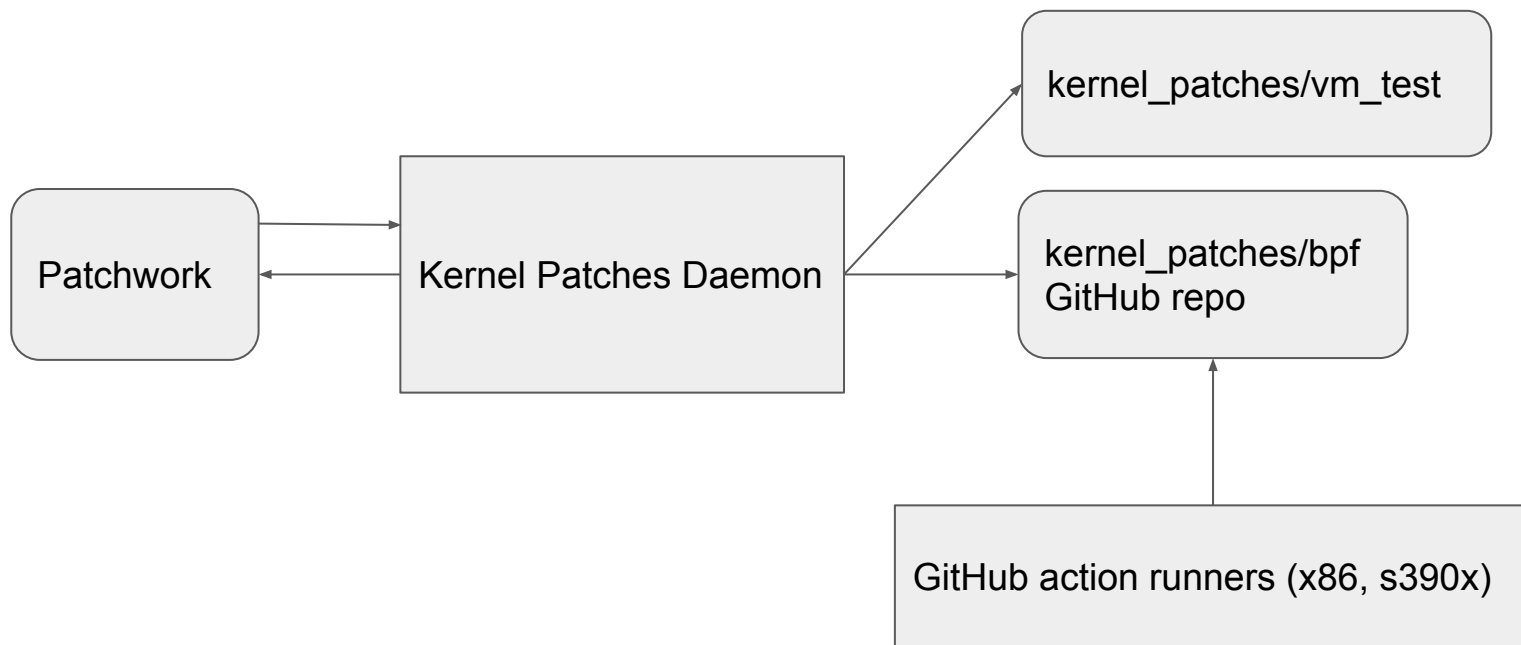 kernel_patches/vm_test
Patchwork
Kernel Patches Daemon
kernel_patches/bpf
GitHub repo
GitHub action runners (x86, s390x)